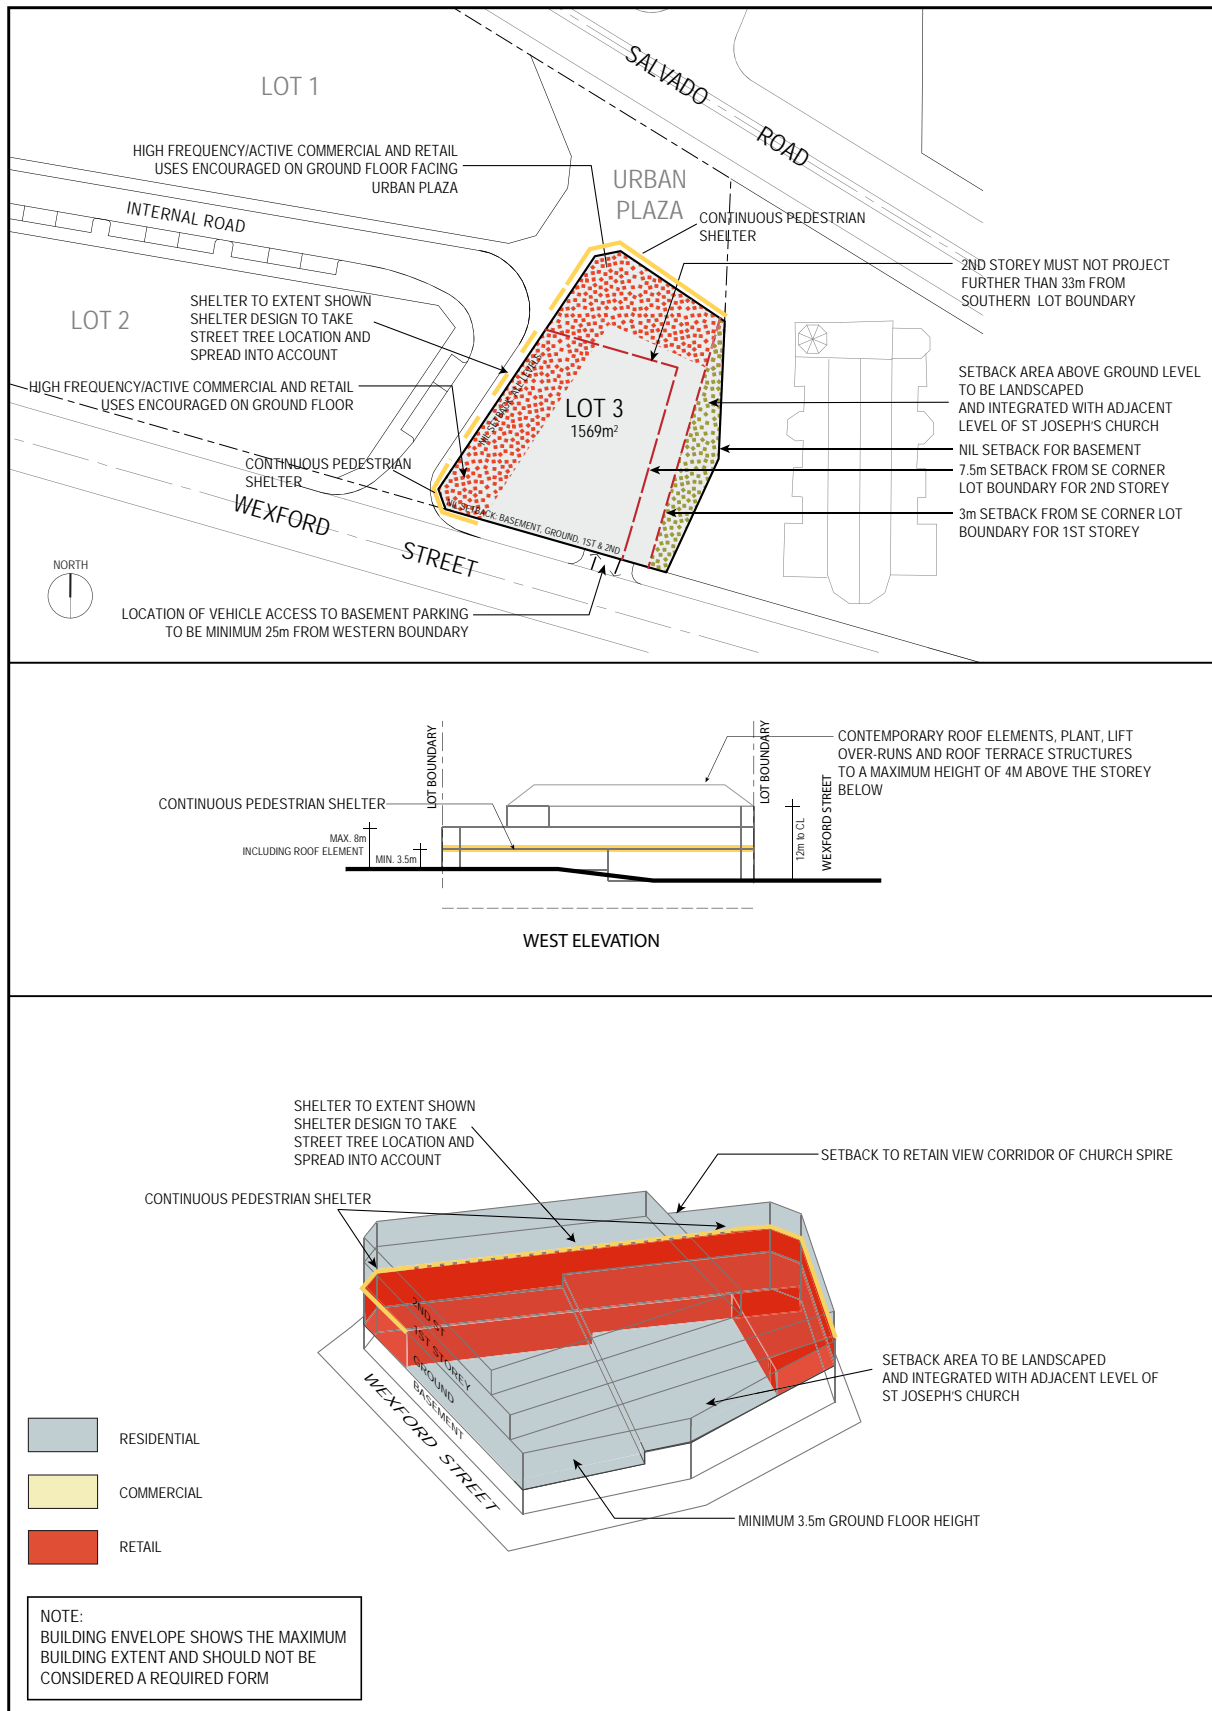 LOT 1
SALVADO ROAD
HIGH FREQUENCY/ACTIVE COMMERCIAL AND RETAIL
USES ENCOURAGED ON GROUND FLOOR FACING
URBAN PLAZA
URBAN
PLAZA
INTERNAL ROAD
CONTINUOUS PEDESTRIAN
SHELTER
2ND STOREY MUST NOT PROJECT
FURTHER THAN 33m FROM
SOUTHERN LOT BOUNDARY
SHELTER TO EXTENT SHOWN
SHELTER DESIGN TO TAKE
STREET TREE LOCATION AND
SPREAD INTO ACCOUNT
LOT 2
SETBACK AREA ABOVE GROUND LEVEL
TO BE LANDSCAPED
AND INTEGRATED WITH ADJACENT
LEVEL OF ST JOSEPH'S CHURCH
HIGH FREQUENCY/ACTIVE COMMERCIAL AND RETAIL
USES ENCOURAGED ON GROUND FLOOR
NIL SETBACK: ALL LEVELS
LOT 3
1569m²
NIL SETBACK FOR BASEMENT
7.5m SETBACK FROM SE CORNER
LOT BOUNDARY FOR 2ND STOREY
3m SETBACK FROM SE CORNER LOT
BOUNDARY FOR 1ST STOREY
CONTINUOUS PEDESTRIAN
SHELTER
NIL SETBACK: BASEMENT, GROUND, 1ST & 2ND
WEXFORD STREET
NORTH
LOCATION OF VEHICLE ACCESS TO BASEMENT PARKING
TO BE MINIMUM 25m FROM WESTERN BOUNDARY
LOT BOUNDARY
LOT BOUNDARY
CONTEMPORARY ROOF ELEMENTS, PLANT, LIFT
OVER-RUNS AND ROOF TERRACE STRUCTURES
TO A MAXIMUM HEIGHT OF 4M ABOVE THE STOREY
BELOW
CONTINUOUS PEDESTRIAN SHELTER
MAX. 8m
INCLUDING ROOF ELEMENT
MIN. 3.5m
12m to CL
WEXFORD STREET
WEST ELEVATION
SHELTER TO EXTENT SHOWN
SHELTER DESIGN TO TAKE
STREET TREE LOCATION AND
SPREAD INTO ACCOUNT
SETBACK TO RETAIN VIEW CORRIDOR OF CHURCH SPIRE
CONTINUOUS PEDESTRIAN SHELTER
2ND ST
1ST STOREY
GROUND
BASEMENT
WEXFORD STREET
SETBACK AREA TO BE LANDSCAPED
AND INTEGRATED WITH ADJACENT LEVEL OF
ST JOSEPH'S CHURCH
MINIMUM 3.5m GROUND FLOOR HEIGHT
RESIDENTIAL
COMMERCIAL
RETAIL
NOTE:
BUILDING ENVELOPE SHOWS THE MAXIMUM
BUILDING EXTENT AND SHOULD NOT BE
CONSIDERED A REQUIRED FORM